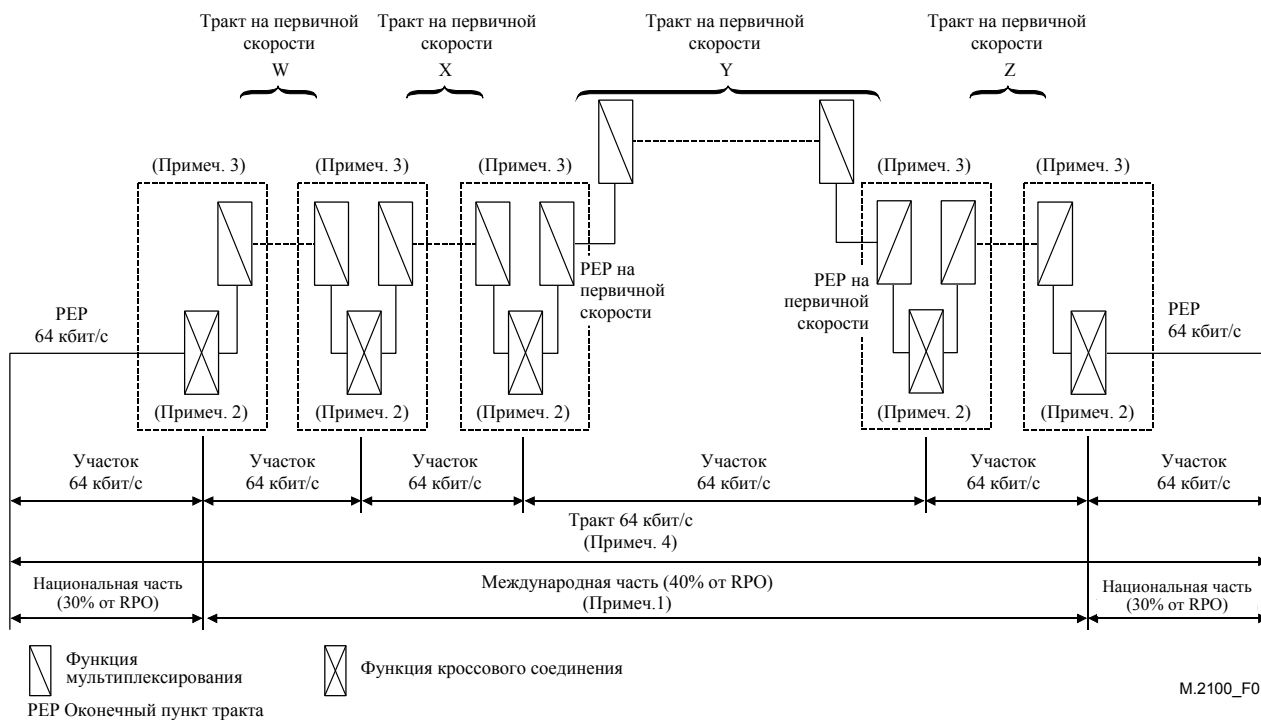 Тракт на первичной
скорости
W
Тракт на первичной
скорости
X
Тракт на первичной
скорости
Y
Тракт на первичной
скорости
Z
(Примеч. 3)
(Примеч. 3)
(Примеч. 3)
(Примеч. 3)
(Примеч. 3)
PEP на
первичной
скорости
PEP на
первичной
скорости
PEP
64 кбит/с
PEP
64 кбит/с
(Примеч. 2)
(Примеч. 2)
(Примеч. 2)
(Примеч. 2)
(Примеч. 2)
Участок
64 кбит/с
Участок
64 кбит/с
Участок
64 кбит/с
Участок
64 кбит/с
Участок
64 кбит/с
Участок
64 кбит/с
Тракт 64 кбит/с
(Примеч. 4)
Национальная часть
(30% от RPO)
Международная часть (40% от RPO)
(Примеч.1)
Национальная часть
(30% от RPO)
Функция
мультиплексирования
Функция кроссового соединения
PEP Оконечный пункт тракта
M.2100_F0